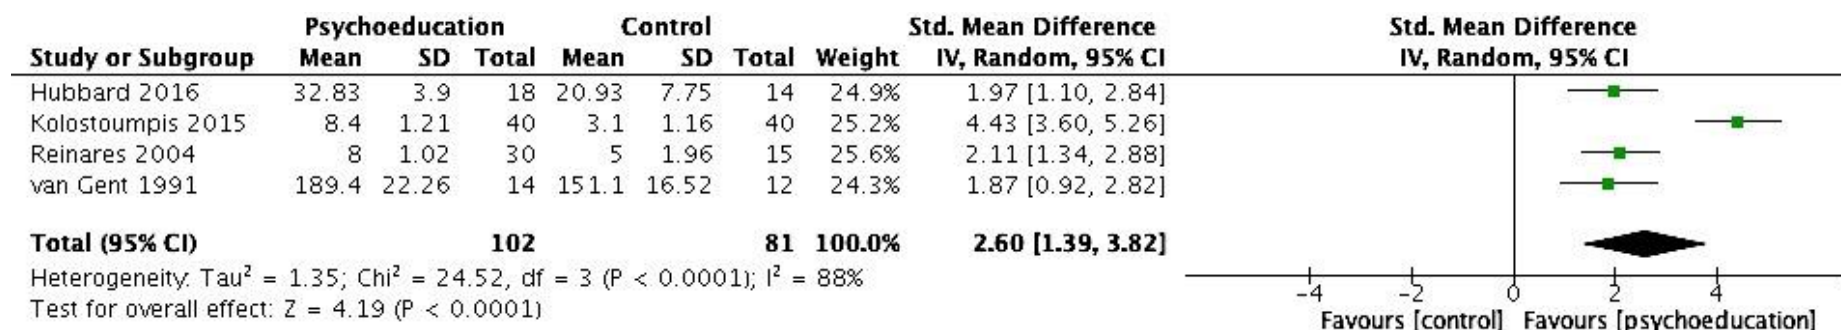 Psychoeducation Control Std. Mean Difference Std. Mean Difference
Study or Subgroup Mean SD Total Mean SD Total Weight IV, Random, 95% CI IV, Random, 95% CI
Hubbard 2016 32.83 3.9 18 20.93 7.75 14 24.9% 1.97 [1.10, 2.84]
Kolostoumpis 2015 8.4 1.21 40 3.1 1.16 40 25.2% 4.43 [3.60, 5.26]
Reinares 2004 8 1.02 30 5 1.96 15 25.6% 2.11 [1.34, 2.88]
van Gent 1991 189.4 22.26 14 151.1 16.52 12 24.3% 1.87 [0.92, 2.82]
Total (95% CI) 102 81 100.0% 2.60 [1.39, 3.82]
Heterogeneity: Tau² = 1.35; Chi² = 24.52, df = 3 (P < 0.0001); I² = 88%
Test for overall effect: Z = 4.19 (P < 0.0001)
-4 -2 0 2 4
Favours [control] Favours [psychoeducation]